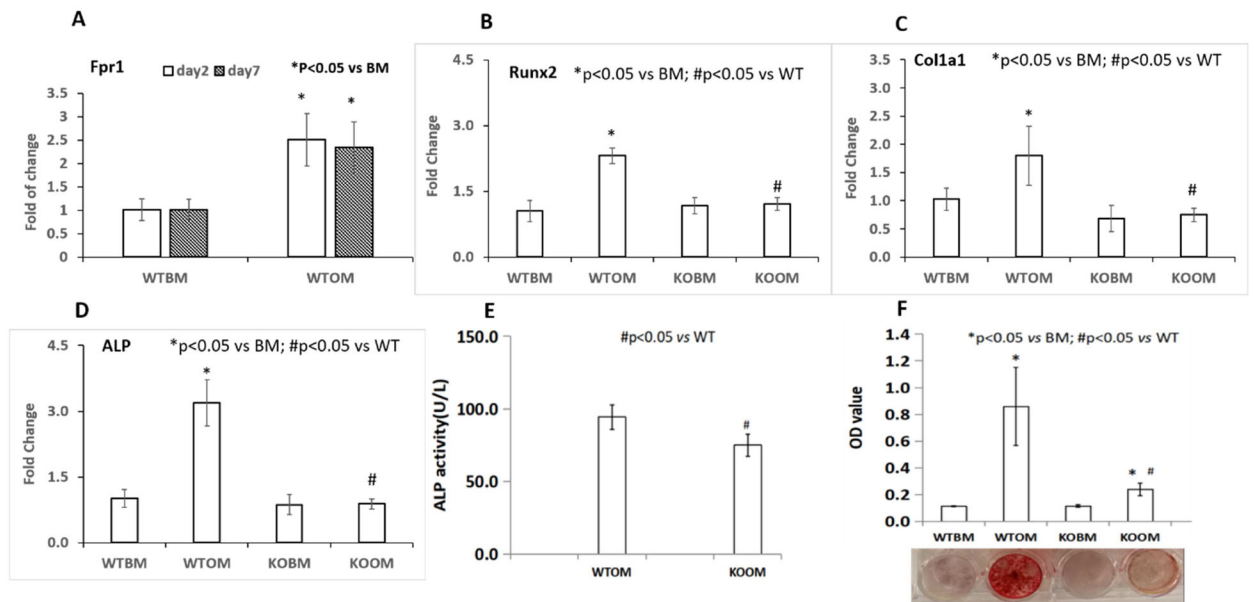 A
Fpr1
day2
day7
*P<0.05 vs BM
Fold of change
3.5
3
2.5
2
1.5
1
0.5
0
WTBM
WTOM
*
*
B
Runx2
*p<0.05 vs BM; #p<0.05 vs WT
Fold Change
4.5
3.0
1.5
0.0
*
#
WTBM
WTOM
KOBM
KOOM
C
Col1a1
*p<0.05 vs BM; #p<0.05 vs WT
Fold Change
3.5
3.0
2.5
2.0
1.5
1.0
0.5
0.0
*
#
WTBM
WTOM
KOBM
KOOM
D
ALP
*p<0.05 vs BM; #p<0.05 vs WT
Fold Change
4.5
3.0
1.5
0.0
*
#
WTBM
WTOM
KOBM
KOOM
E
#p<0.05 vs WT
ALP activity(U/L)
150.0
100.0
50.0
0.0
#
WTOM
KOOM
F
*p<0.05 vs BM; #p<0.05 vs WT
OD value
1.4
1.2
1.0
0.8
0.6
0.4
0.2
0.0
*
* #
WTBM
WTOM
KOBM
KOOM